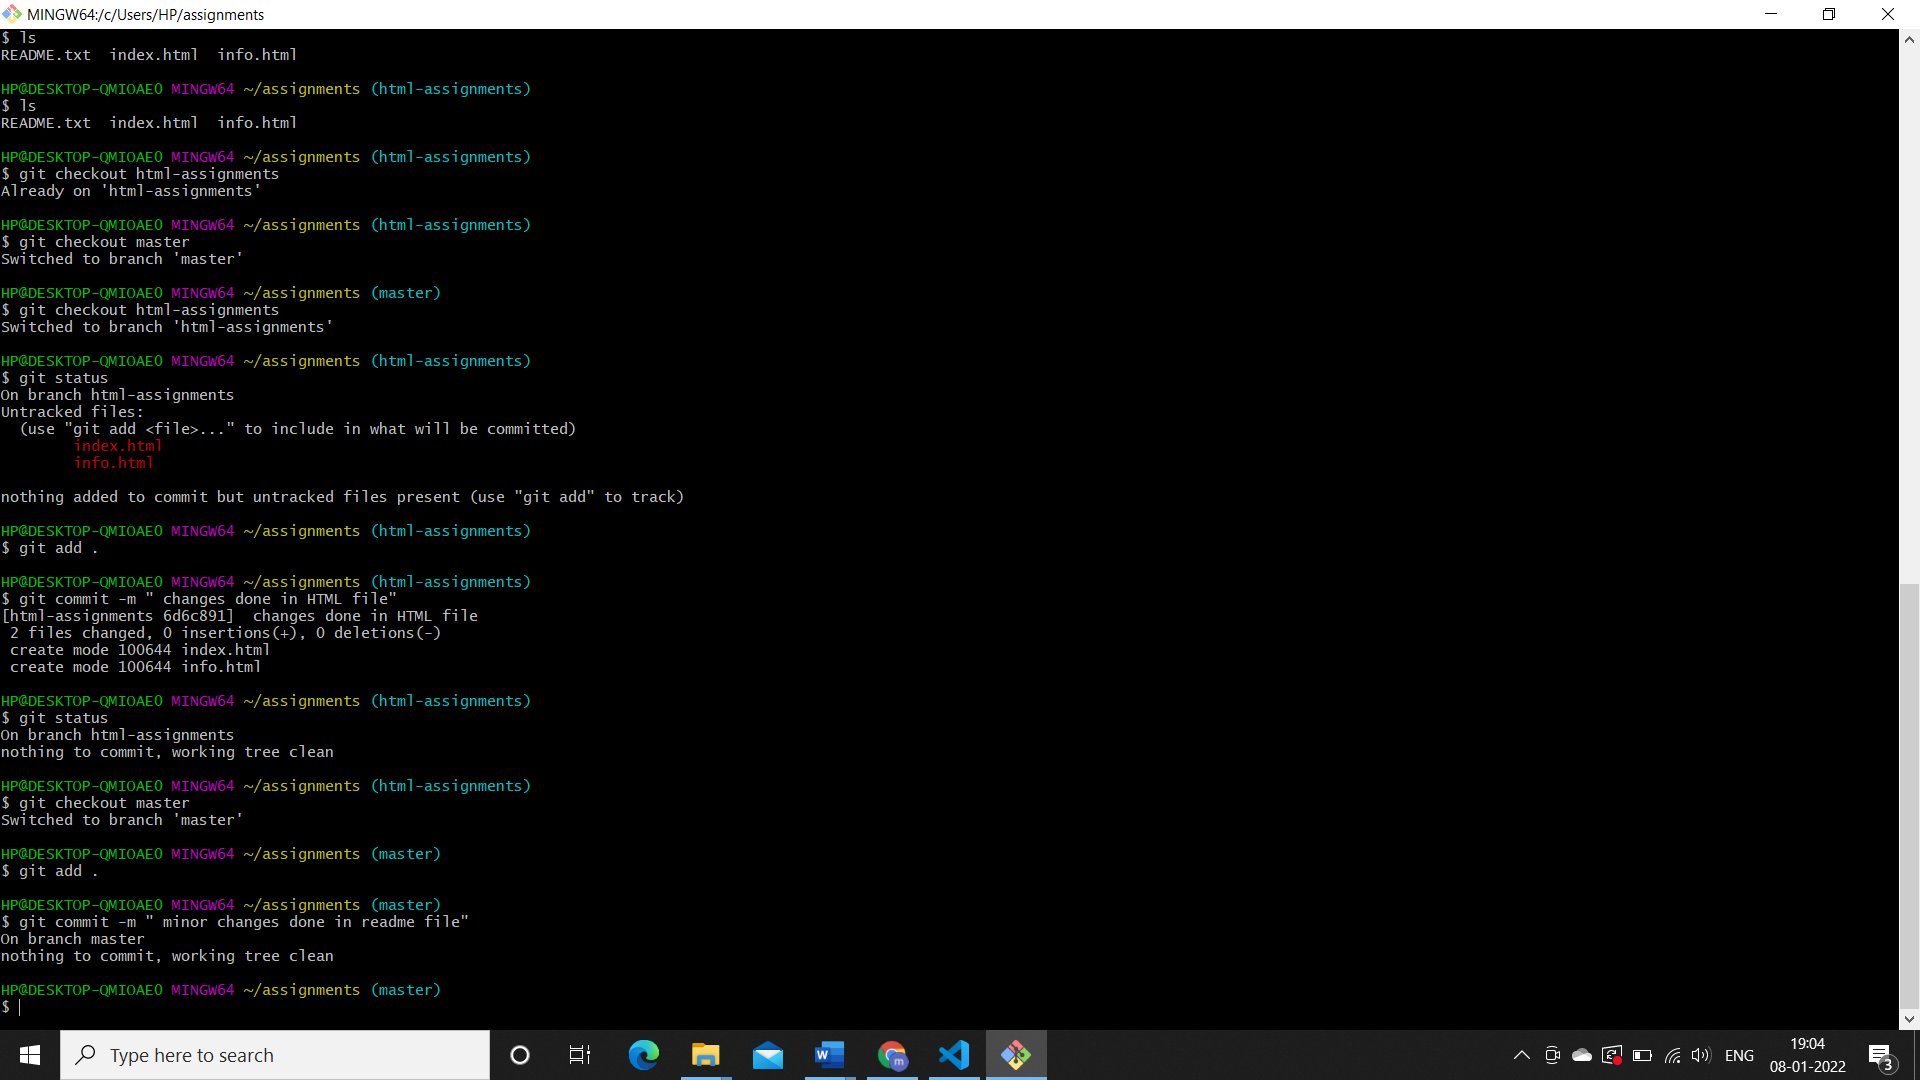 MINGW64:/c/Users/HP/assignments
$ ls
README.txt  index.html  info.html
HP@DESKTOP-QMIOAEO MINGW64 ~/assignments (html-assignments)
$ ls
README.txt  index.html  info.html
HP@DESKTOP-QMIOAEO MINGW64 ~/assignments (html-assignments)
$ git checkout html-assignments
Already on 'html-assignments'
HP@DESKTOP-QMIOAEO MINGW64 ~/assignments (html-assignments)
$ git checkout master
Switched to branch 'master'
HP@DESKTOP-QMIOAEO MINGW64 ~/assignments (master)
$ git checkout html-assignments
Switched to branch 'html-assignments'
HP@DESKTOP-QMIOAEO MINGW64 ~/assignments (html-assignments)
$ git status
On branch html-assignments
Untracked files:
  (use "git add <file>..." to include in what will be committed)
        index.html
        info.html
nothing added to commit but untracked files present (use "git add" to track)
HP@DESKTOP-QMIOAEO MINGW64 ~/assignments (html-assignments)
$ git add .
HP@DESKTOP-QMIOAEO MINGW64 ~/assignments (html-assignments)
$ git commit -m " changes done in HTML file"
[html-assignments 6d6c891]  changes done in HTML file
 2 files changed, 0 insertions(+), 0 deletions(-)
 create mode 100644 index.html
 create mode 100644 info.html
HP@DESKTOP-QMIOAEO MINGW64 ~/assignments (html-assignments)
$ git status
On branch html-assignments
nothing to commit, working tree clean
HP@DESKTOP-QMIOAEO MINGW64 ~/assignments (html-assignments)
$ git checkout master
Switched to branch 'master'
HP@DESKTOP-QMIOAEO MINGW64 ~/assignments (master)
$ git add .
HP@DESKTOP-QMIOAEO MINGW64 ~/assignments (master)
$ git commit -m " minor changes done in readme file"
On branch master
nothing to commit, working tree clean
HP@DESKTOP-QMIOAEO MINGW64 ~/assignments (master)
$
Type here to search
W
m
ENG
19:04
08-01-2022
3